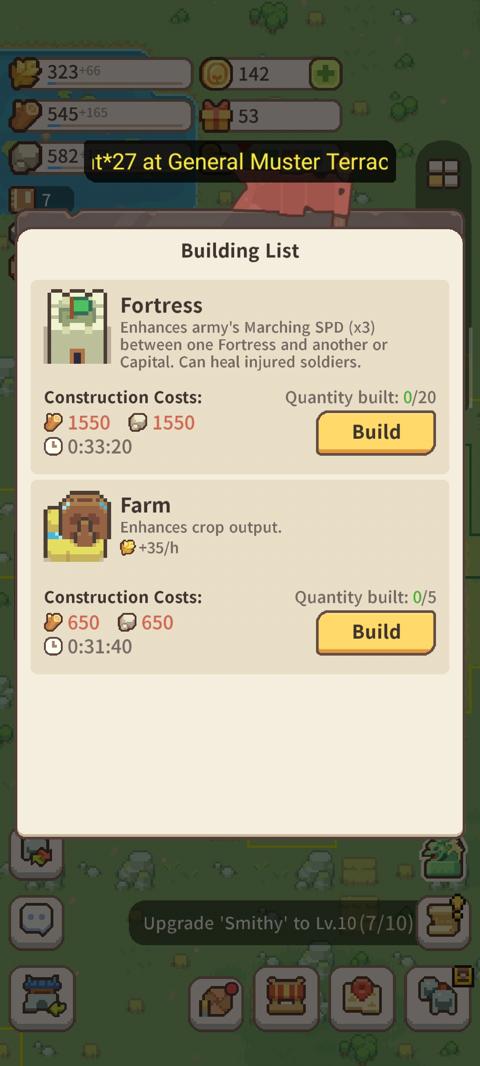 323+66
142
545+165
53
582
t*27 at General Muster Terrac
7
Building List
Fortress
Enhances army's Marching SPD (x3)
between one Fortress and another or
Capital. Can heal injured soldiers.
Construction Costs:
Quantity built: 0/20
1550 1550
Build
0:33:20
Farm
Enhances crop output.
+35/h
Construction Costs:
Quantity built: 0/5
650 650
Build
0:31:40
Upgrade 'Smithy' to Lv.10(7/10)